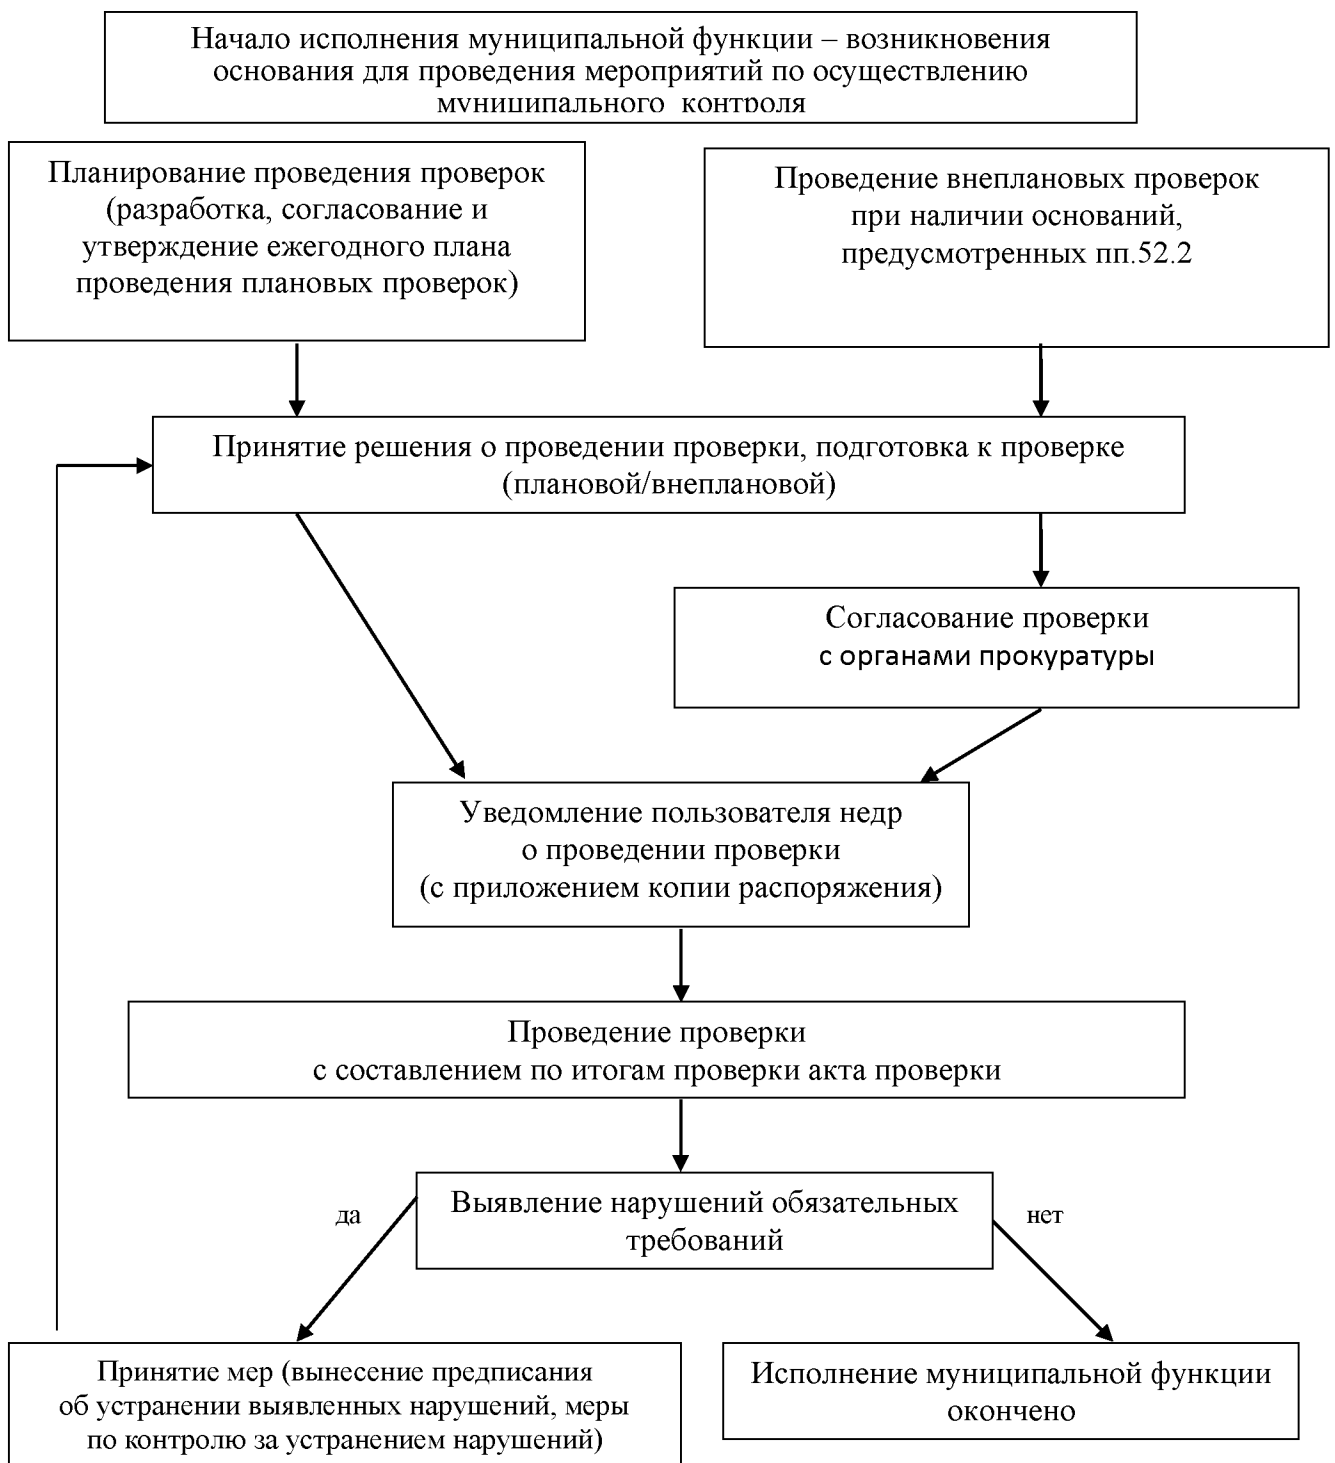 Начало исполнения муниципальной функции – возникновения
основания для проведения мероприятий по осуществлению
муниципального контроля
Планирование проведения проверок
(разработка, согласование и
утверждение ежегодного плана
проведения плановых проверок)
Проведение внеплановых проверок
при наличии оснований,
предусмотренных пп.52.2
Принятие решения о проведении проверки, подготовка к проверке
(плановой/внеплановой)
Согласование проверки
с органами прокуратуры
Уведомление пользователя недр
о проведении проверки
(с приложением копии распоряжения)
Проведение проверки
с составлением по итогам проверки акта проверки
Выявление нарушений обязательных
требований
да
нет
Принятие мер (вынесение предписания
об устранении выявленных нарушений, меры
по контролю за устранением нарушений)
Исполнение муниципальной функции
окончено